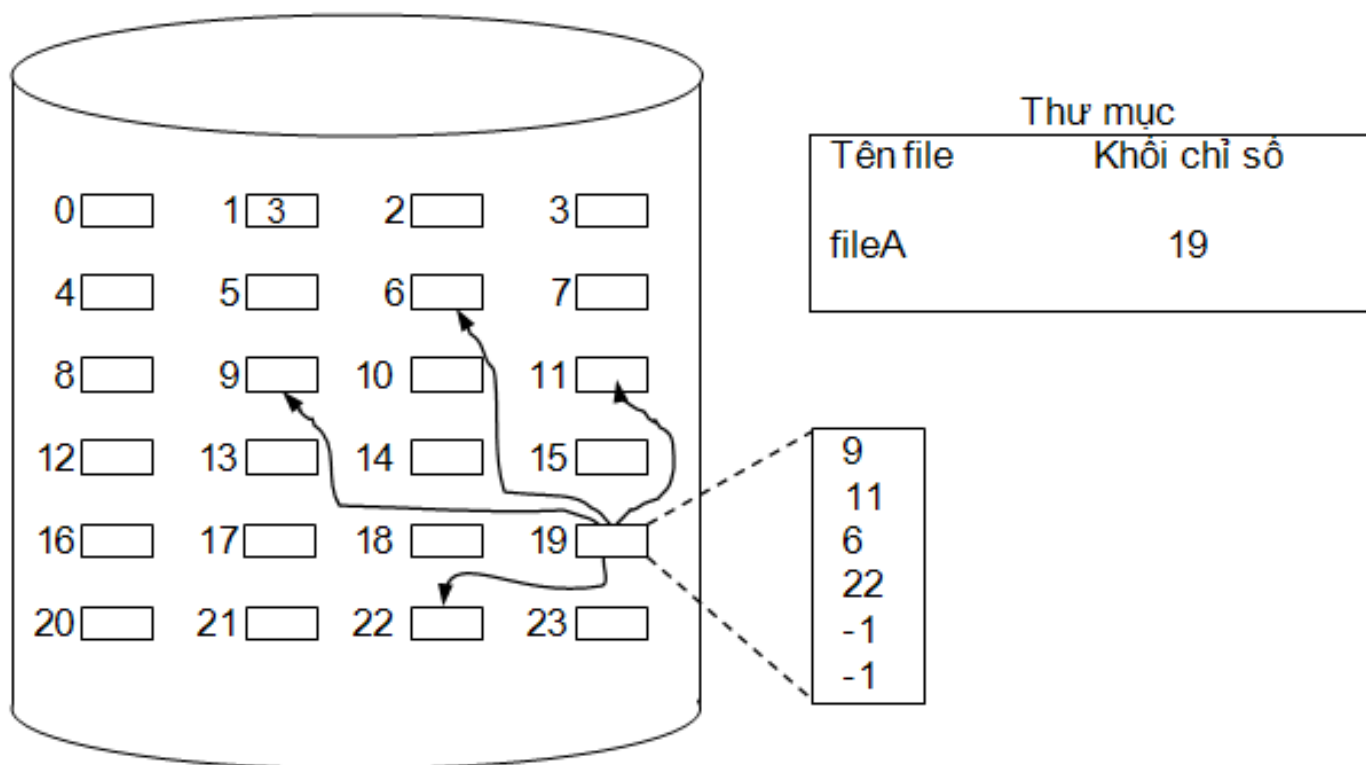 Thư mục
Tên file Khối chỉ số
fileA 19
0 1 3 2 3
4 5 6 7
8 9 10 11
12 13 14 15
16 17 18 19
20 21 22 23
9
11
6
22
-1
-1